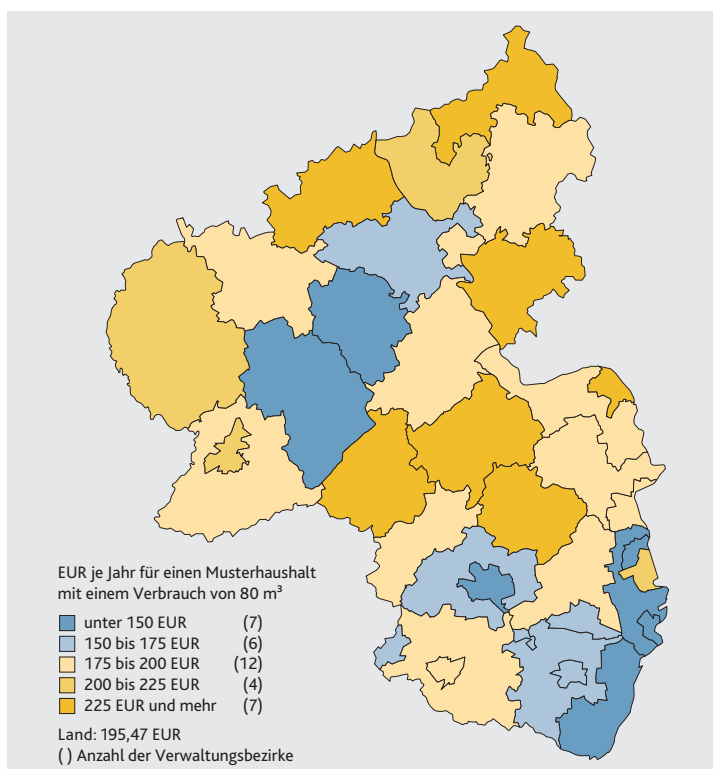 EUR je Jahr für einen Musterhaushalt
mit einem Verbrauch von 80 m³
unter 150 EUR (7)
150 bis 175 EUR (6)
175 bis 200 EUR (12)
200 bis 225 EUR (4)
225 EUR und mehr (7)
Land: 195,47 EUR
( ) Anzahl der Verwaltungsbezirke